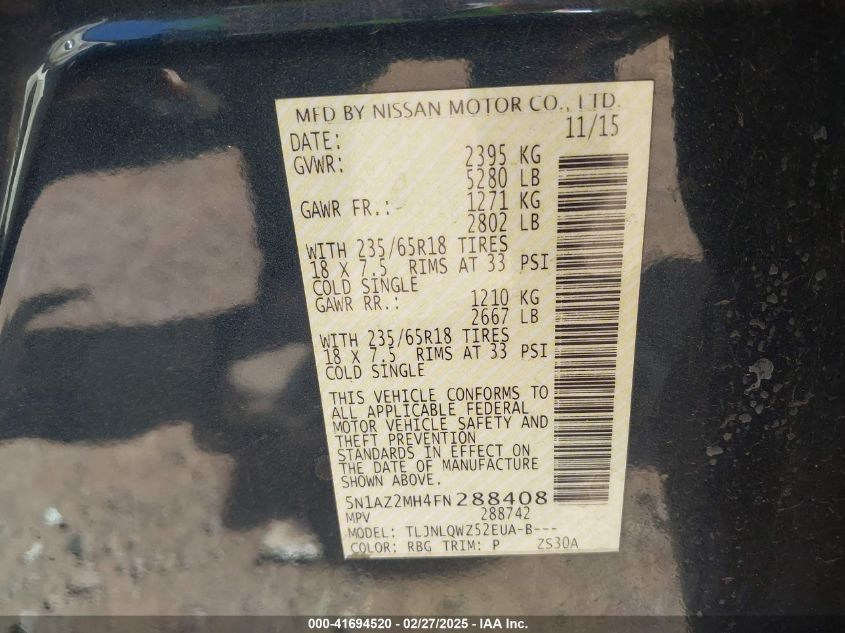 MFD BY NISSAN MOTOR CO., LTD.
DATE: 11/15
GVWR: 2395 KG
5280 LB
GAWR FR.: 1271 KG
2802 LB
WITH 235/65R18 TIRES
18 X 7.5 RIMS AT 33 PSI
COLD SINGLE
GAWR RR.: 1210 KG
2667 LB
WITH 235/65R18 TIRES
18 X 7.5 RIMS AT 33 PSI
COLD SINGLE
THIS VEHICLE CONFORMS TO
ALL APPLICABLE FEDERAL
MOTOR VEHICLE SAFETY AND
THEFT PREVENTION
STANDARDS IN EFFECT ON
THE DATE OF MANUFACTURE
SHOWN ABOVE.
5N1AZ2MH4FN288408
MPV 288742
MODEL: TLJNLQWZ52EUA-B---
COLOR: RBG TRIM: P ZS30A
000-41694520 - 02/27/2025 - IAA Inc.